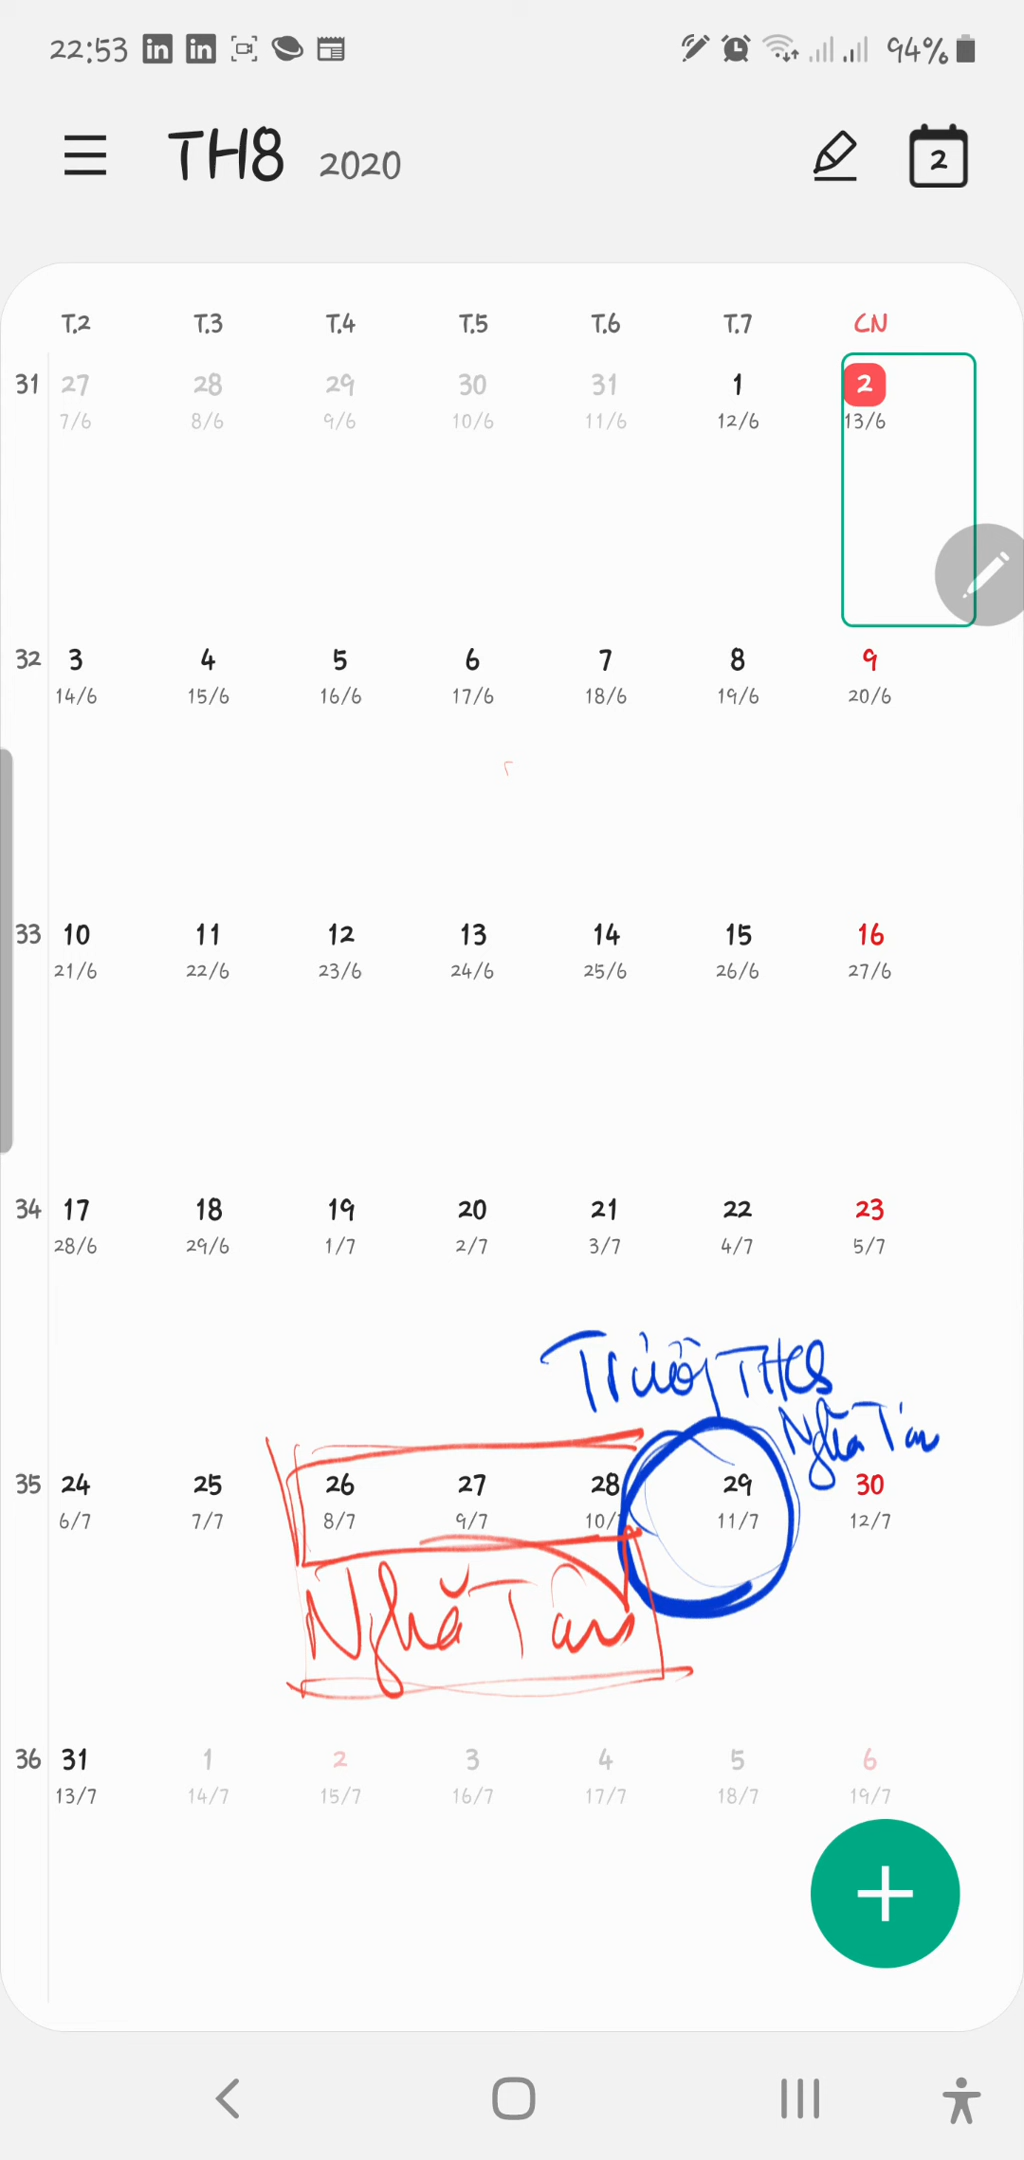 22:53 94%
TH8 2020
2
T.2 T.3 T.4 T.5 T.6 T.7 CN
31 27 28 29 30 31 1 2
7/6 8/6 9/6 10/6 11/6 12/6 13/6
32 3 4 5 6 7 8 9
14/6 15/6 16/6 17/6 18/6 19/6 20/6
33 10 11 12 13 14 15 16
21/6 22/6 23/6 24/6 25/6 26/6 27/6
34 17 18 19 20 21 22 23
28/6 29/6 1/7 2/7 3/7 4/7 5/7
THCS
Nghĩa Tân
35 24 25 26 27 28 29 30
6/7 7/7 8/7 9/7 10/7 11/7 12/7
Tân
36 31 1 2 3 4 5 6
13/7 14/7 15/7 16/7 17/7 18/7 19/7